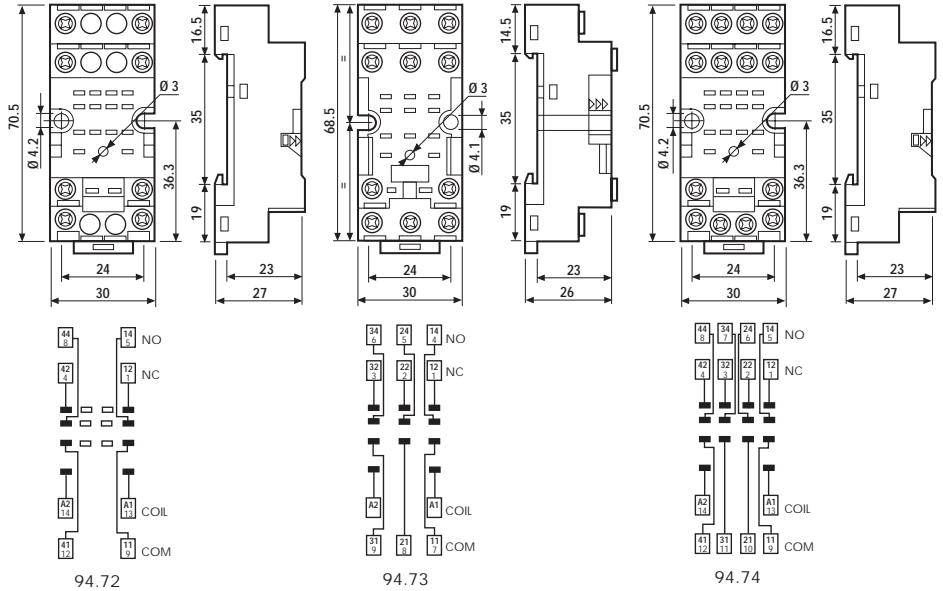 70.5
Ø 4.2
Ø 3
36.3
24
30
16.5
35
19
23
27
68.5
=
=
Ø 3
Ø 4.1
24
30
14.5
35
19
23
26
70.5
Ø 4.2
Ø 3
36.3
24
30
16.5
35
19
23
27
44 14 NO
8 5
42 12 NC
4 1
A2 A1 COIL
14 13
41 11 COM
12 9
94.72
34 24 14 NO
6 5 4
32 22 12 NC
3 2 1
A2 A1 COIL
31 21 11 COM
9 8 7
94.73
44 34 24 14 NO
8 7 6 5
42 32 22 12 NC
4 3 2 1
A2 A1 COIL
14 13
41 31 21 11 COM
12 11 10 9
94.74